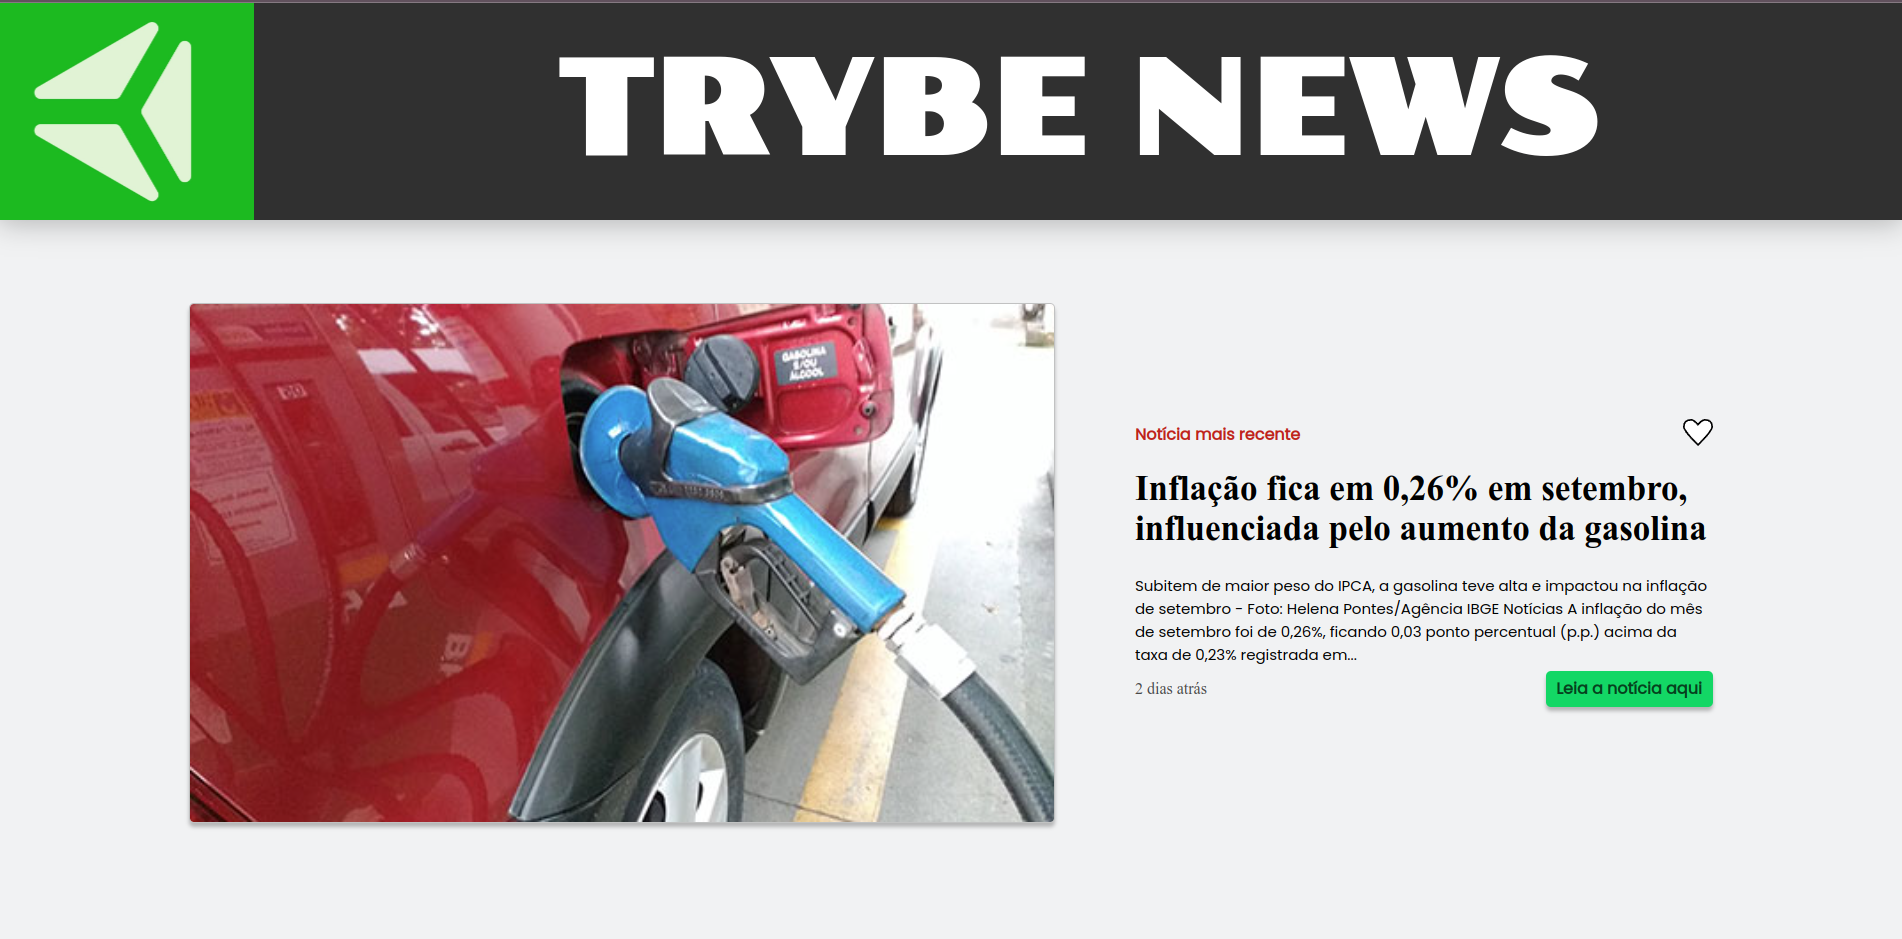 TRYBE NEWS
GASOLINA
E/OU
ÁLCOOL
Notícia mais recente
Inflação fica em 0,26% em setembro,
influenciada pelo aumento da gasolina
Subitem de maior peso do IPCA, a gasolina teve alta e impactou na inflação
de setembro - Foto: Helena Pontes/Agência IBGE Notícias A inflação do mês
de setembro foi de 0,26%, ficando 0,03 ponto percentual (p.p.) acima da
taxa de 0,23% registrada em...
2 dias atrás
Leia a notícia aqui